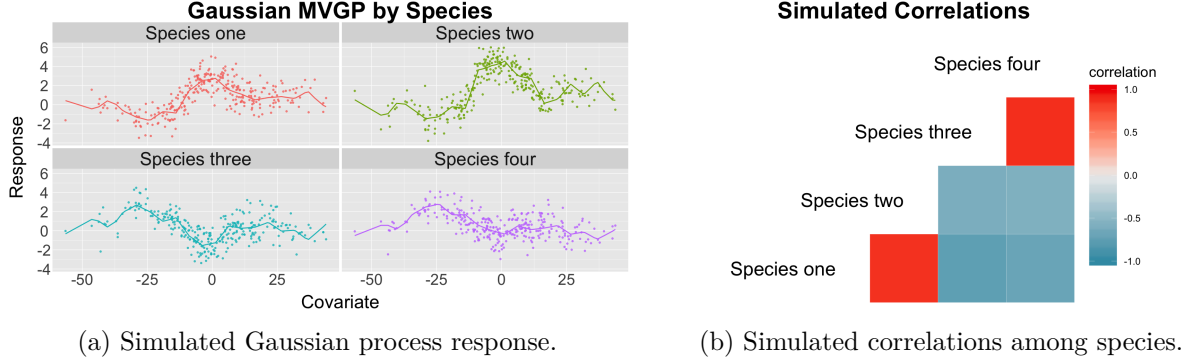 Gaussian MVGP by Species
Species one
Species two
6
4
2
0
-2
-4
Species three
Species four
6
4
2
0
-2
-4
Response
-50
-25
0
25
-50
-25
0
25
Covariate
(a) Simulated Gaussian process response.
Simulated Correlations
Species four
Species three
Species two
Species one
correlation
1.0
0.5
0.0
-0.5
-1.0
(b) Simulated correlations among species.